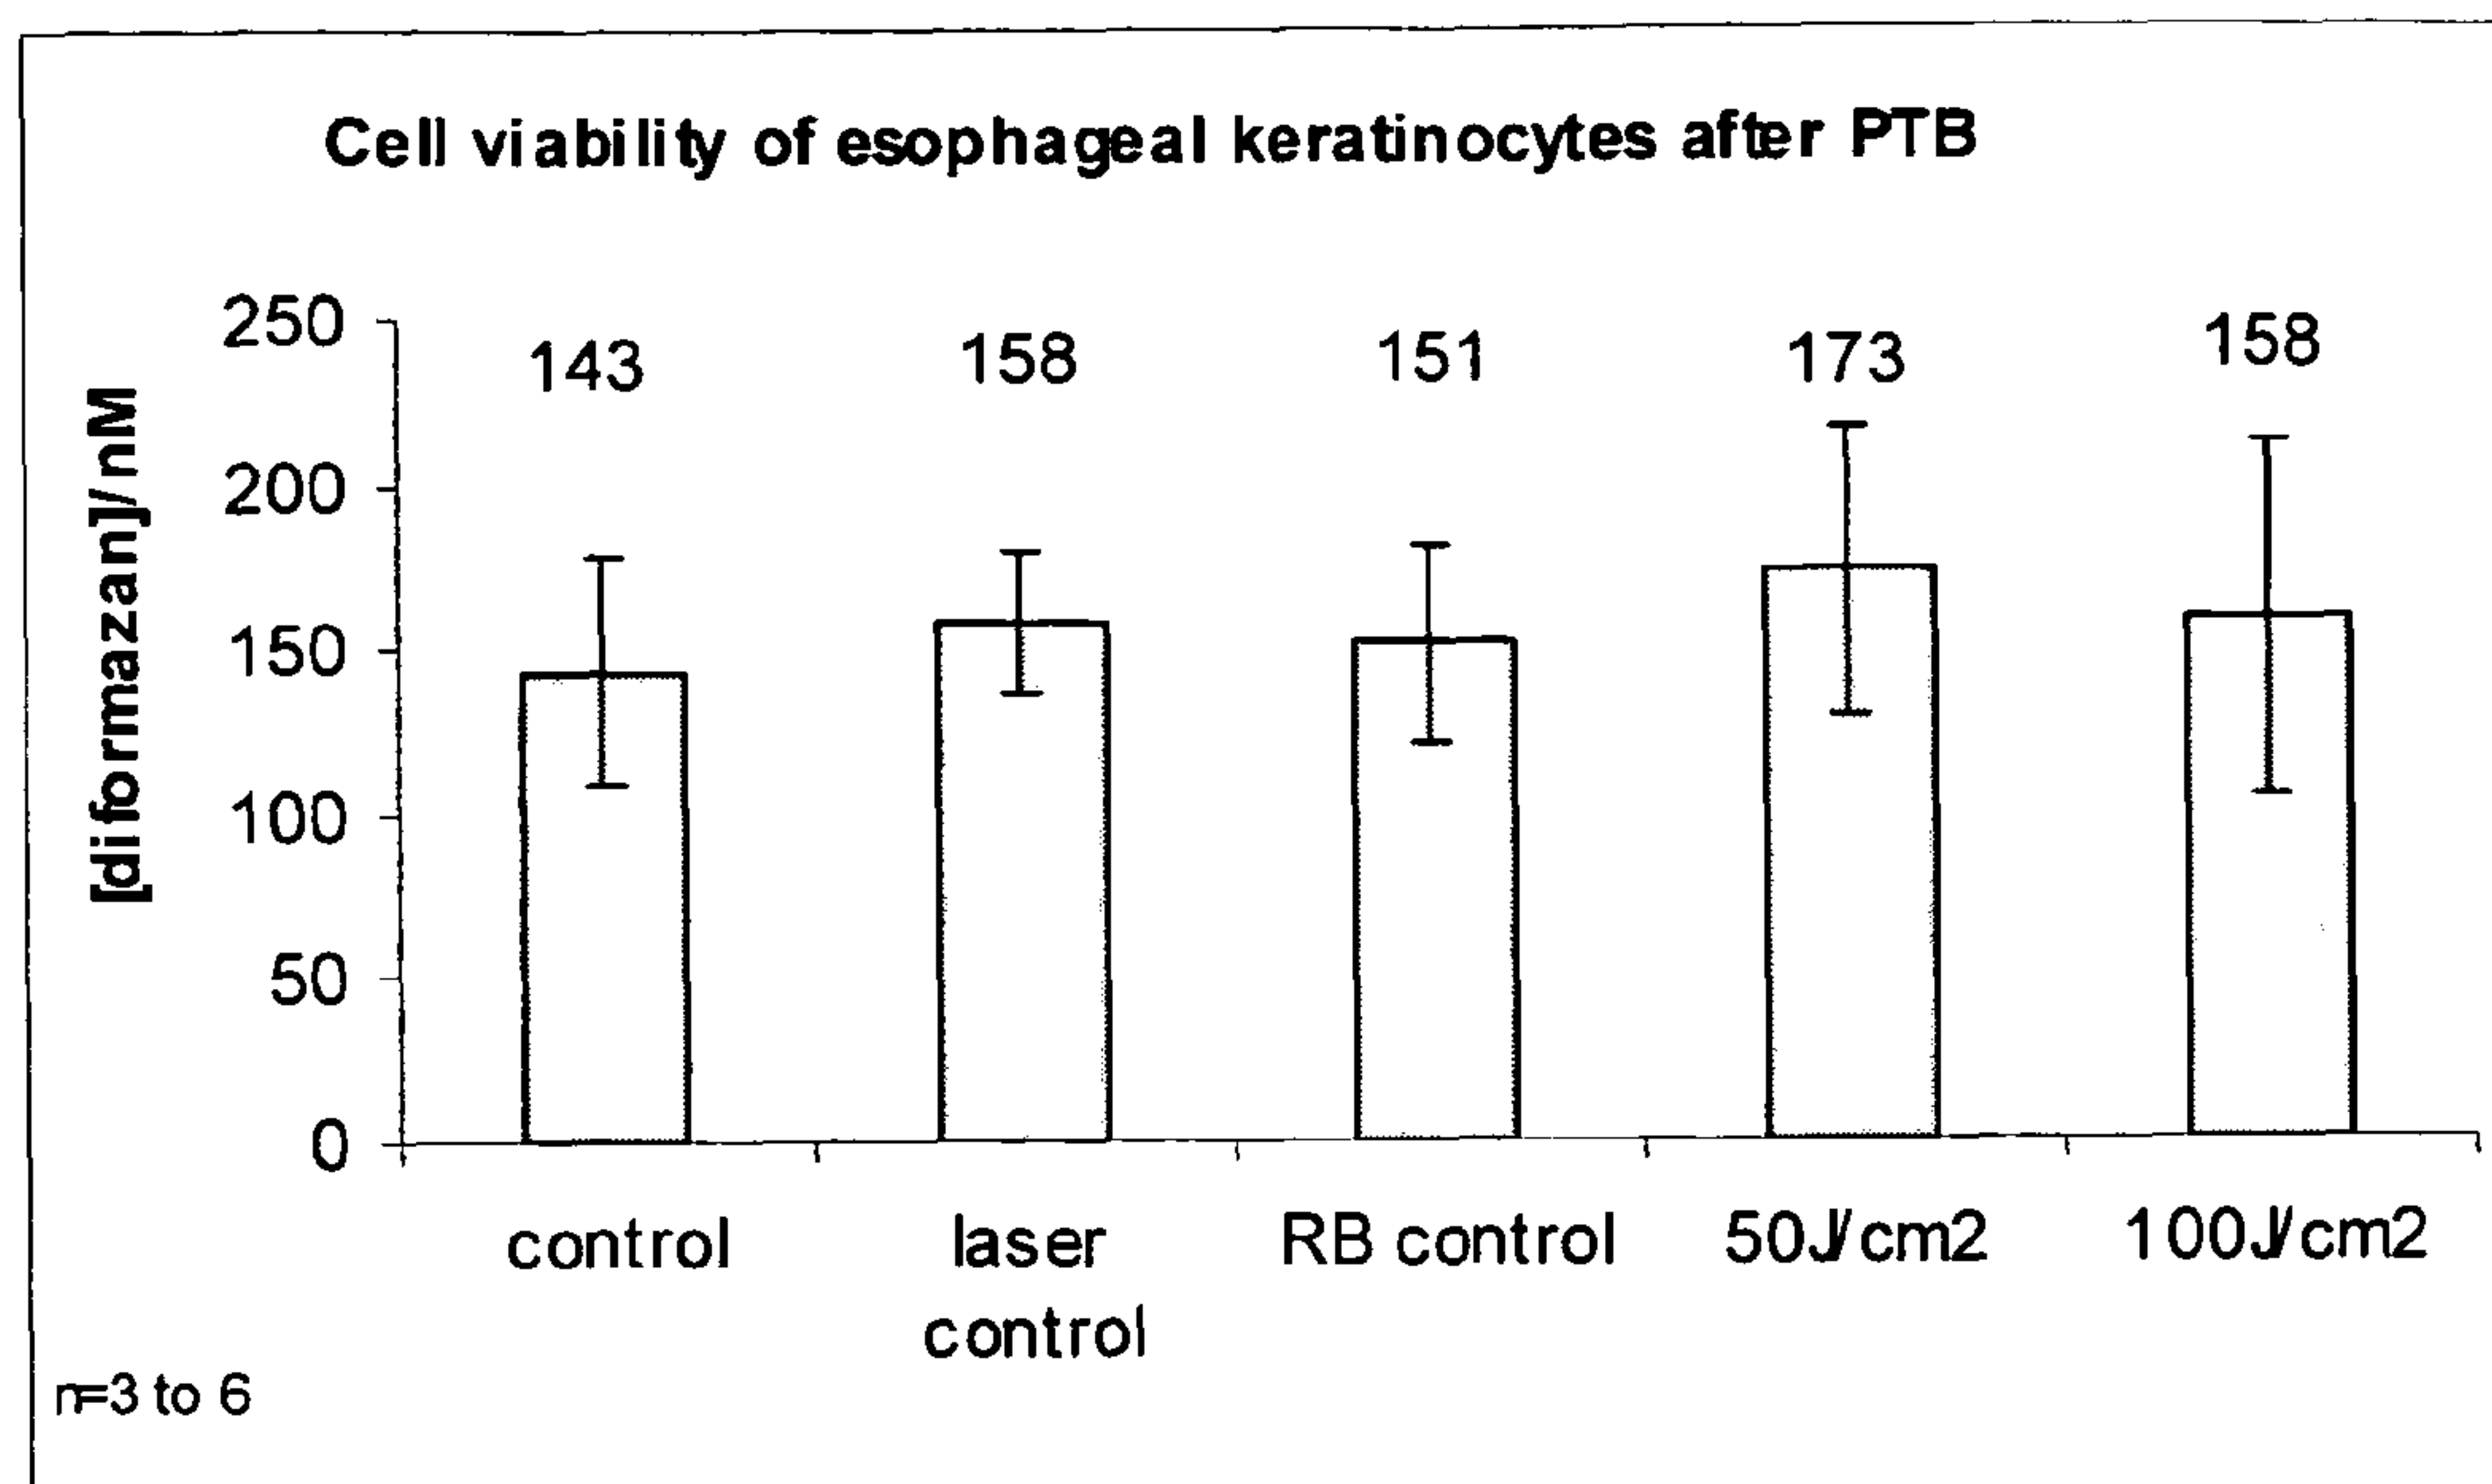 Cell viability of esophageal keratinocytes after PTB
[diformazan]/nM
250
200
150
100
50
0
143
158
151
173
158
control
laser control
RB control
50J/cm2
100J/cm2
n=3 to 6